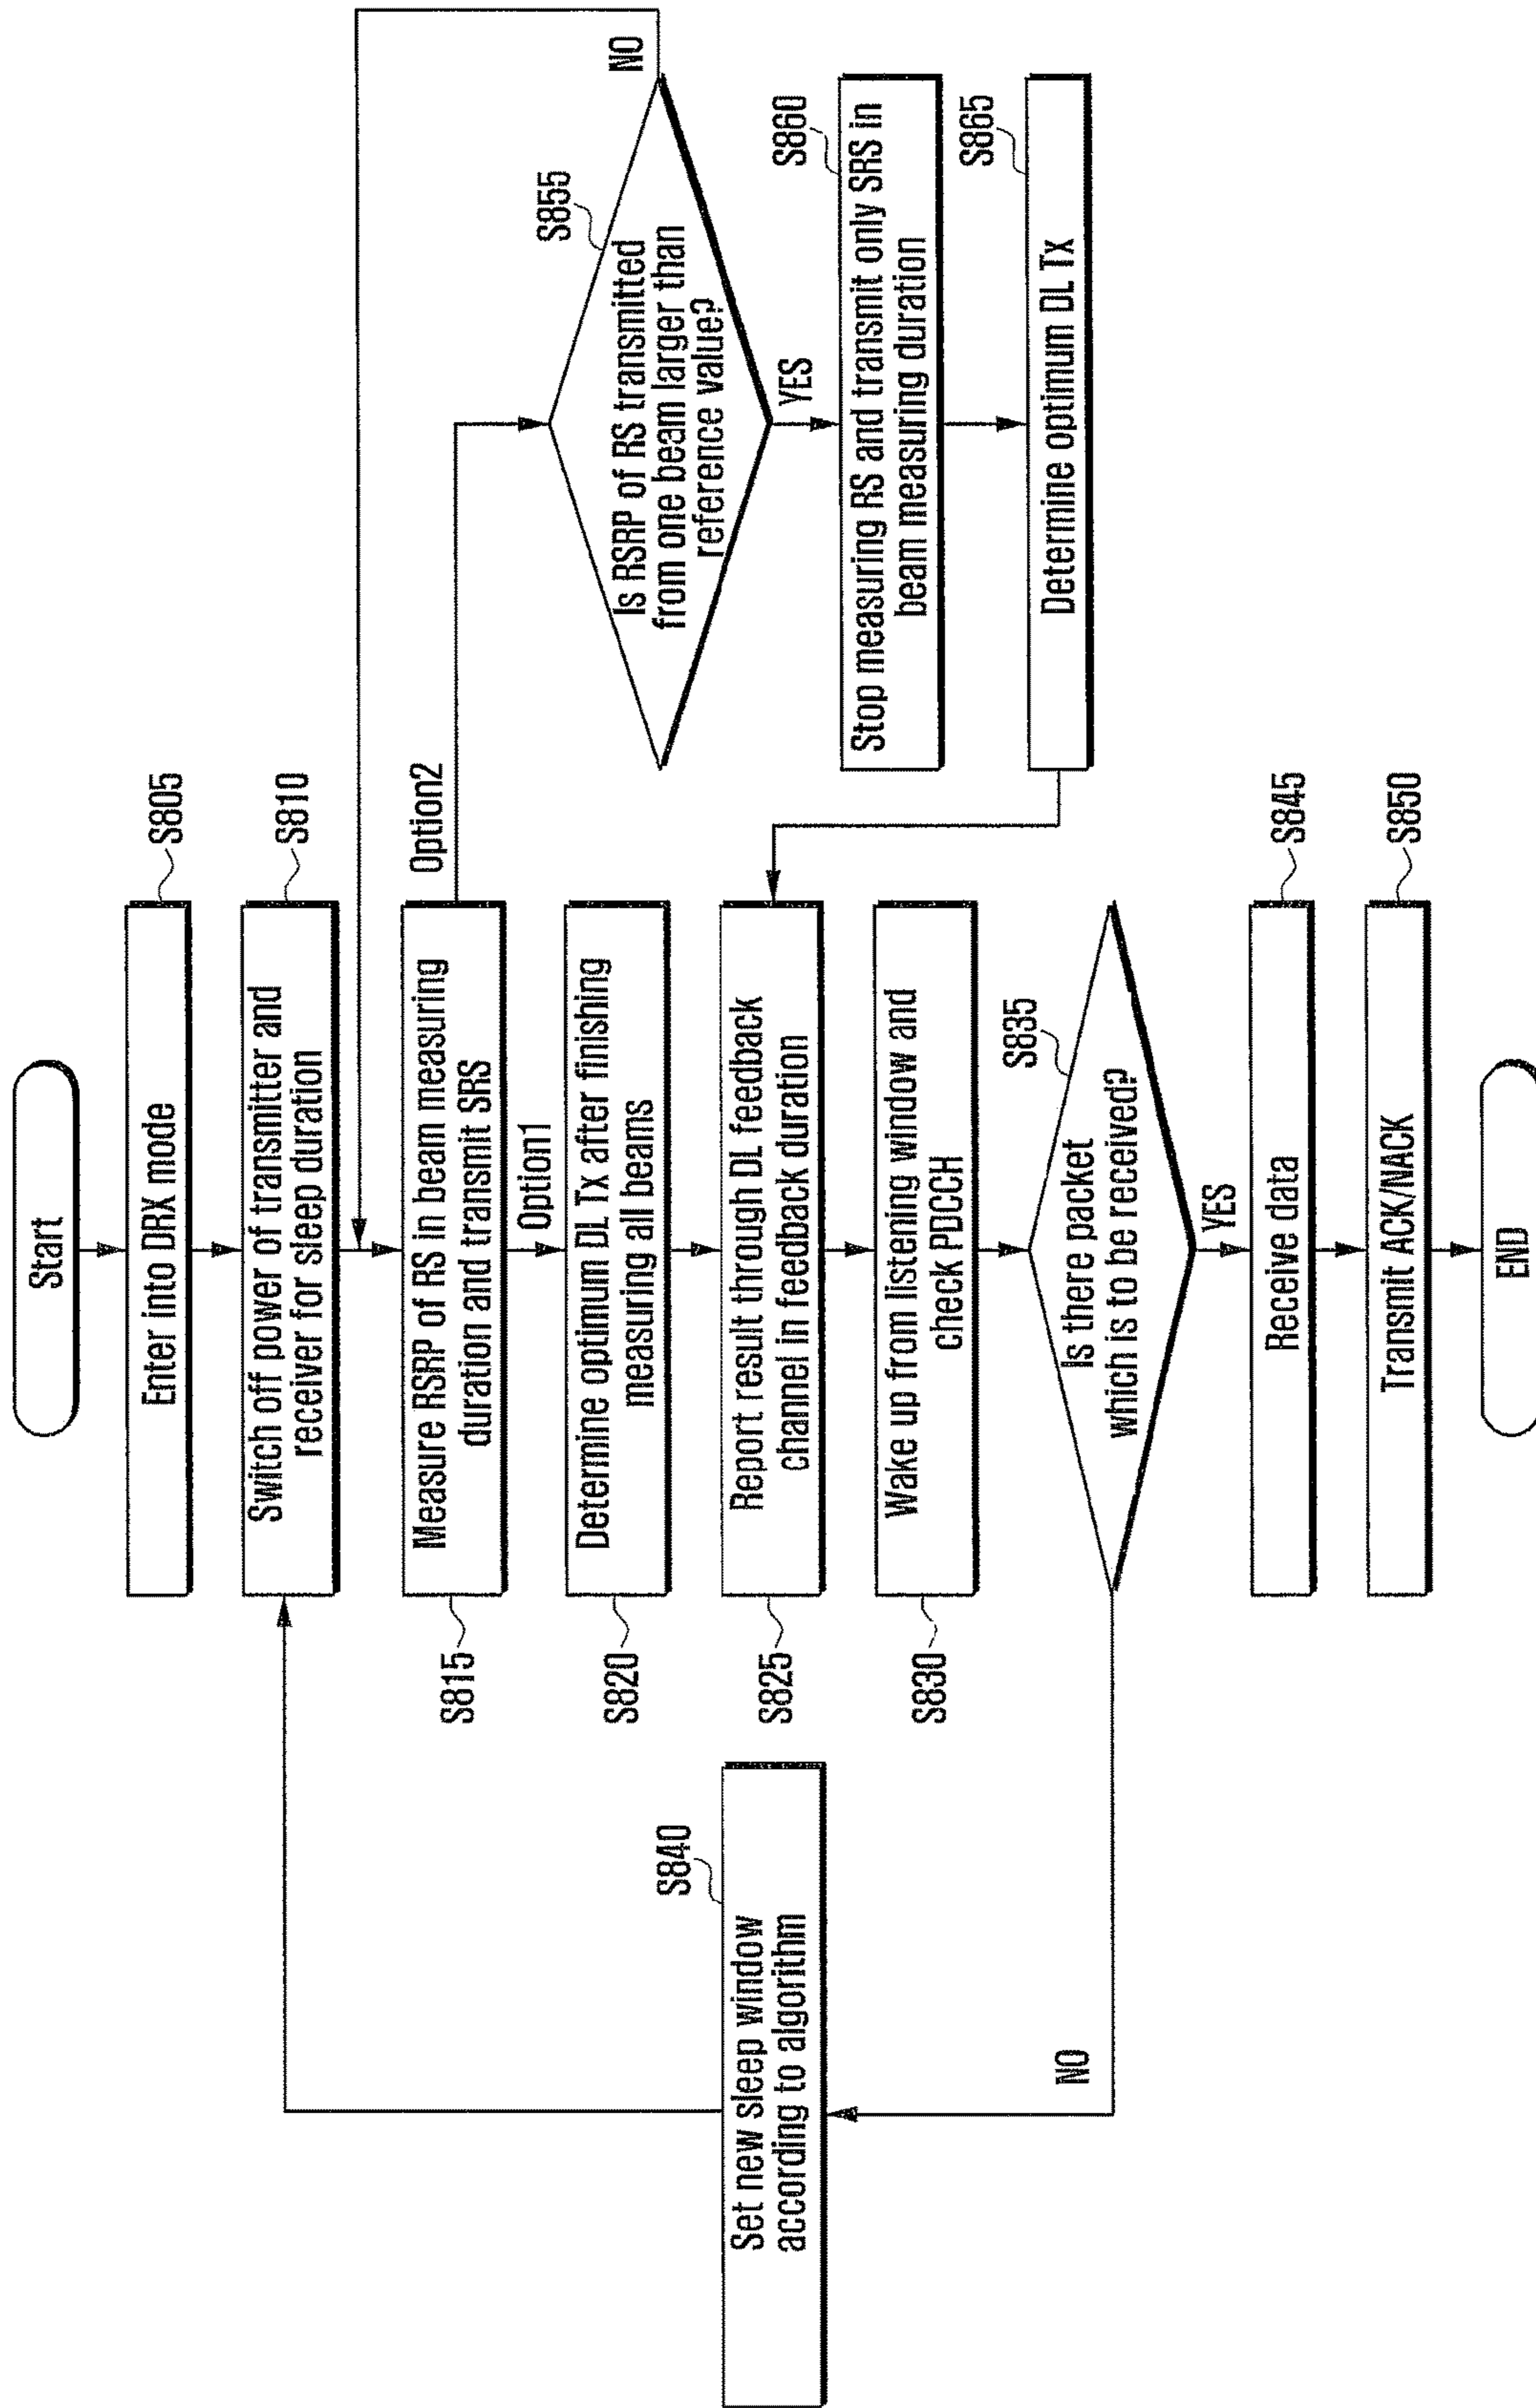 Start
Enter into DRX mode
S805
Switch off power of transmitter and
receiver for sleep duration
S810
Measure RSRP of RS in beam measuring
duration and transmit SRS
S815
Option1
Option2
Determine optimum DL Tx after finishing
measuring all beams
S820
Report result through DL feedback
channel in feedback duration
S825
Wake up from listening window and
check PDCCH
S830
Is there packet
which is to be received?
S835
NO
YES
Set new sleep window
according to algorithm
S840
Receive data
S845
Transmit ACK/NACK
S850
END
Is RSRP of RS transmitted
from one beam larger than
reference value?
S855
NO
YES
Stop measuring RS and transmit only SRS in
beam measuring duration
S860
Determine optimum DL Tx
S865